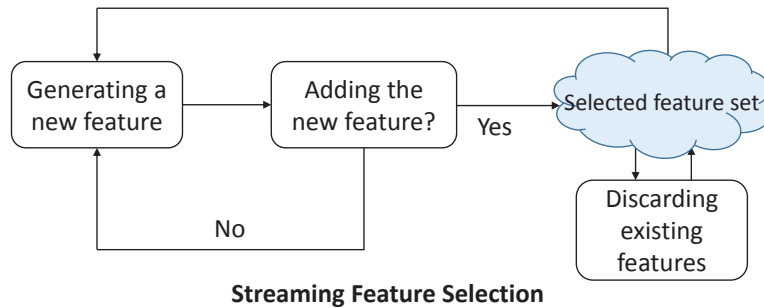 Generating a
new feature
Adding the
new feature?
Yes
Selected feature set
No
Discarding
existing
features
Streaming Feature Selection